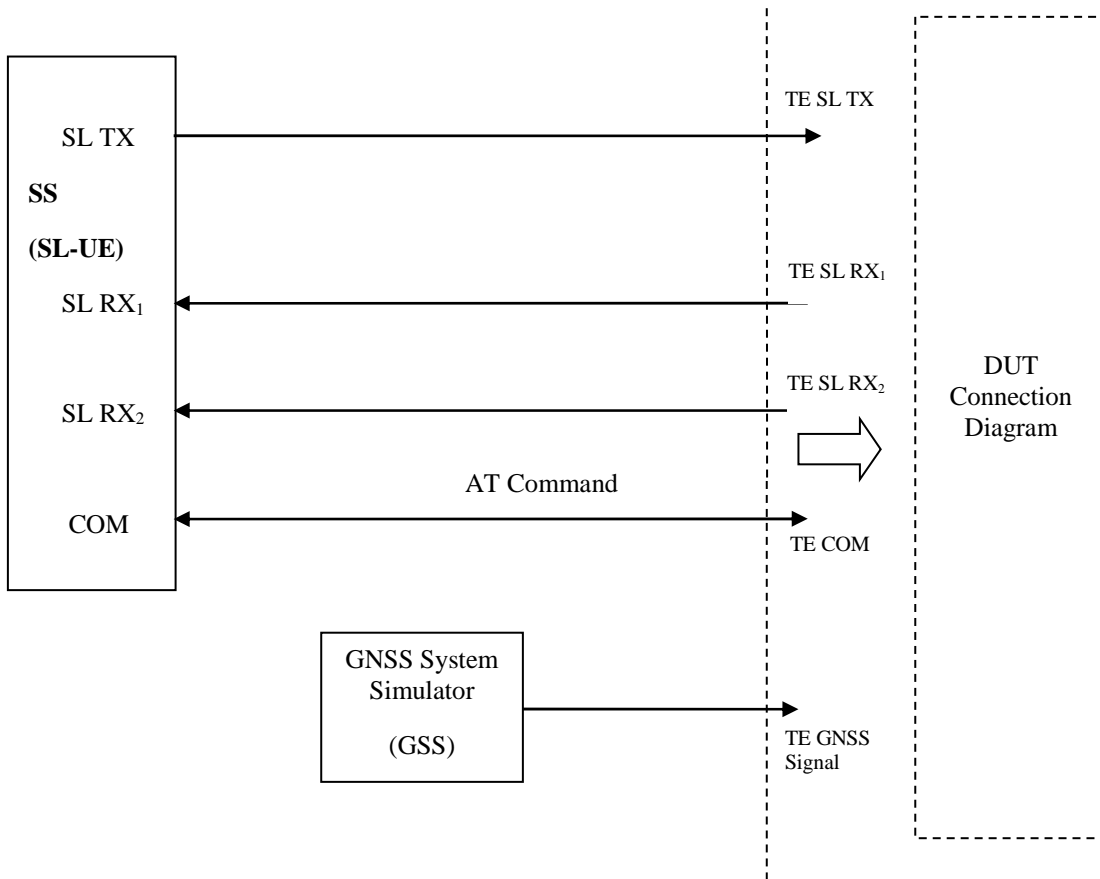 TE SL TX
SL TX
SS
(SL-UE)
TE SL RX₁
SL RX₁
TE SL RX₂
SL RX₂
DUT
Connection
Diagram
AT Command
COM
TE COM
GNSS System
Simulator
(GSS)
TE GNSS
Signal